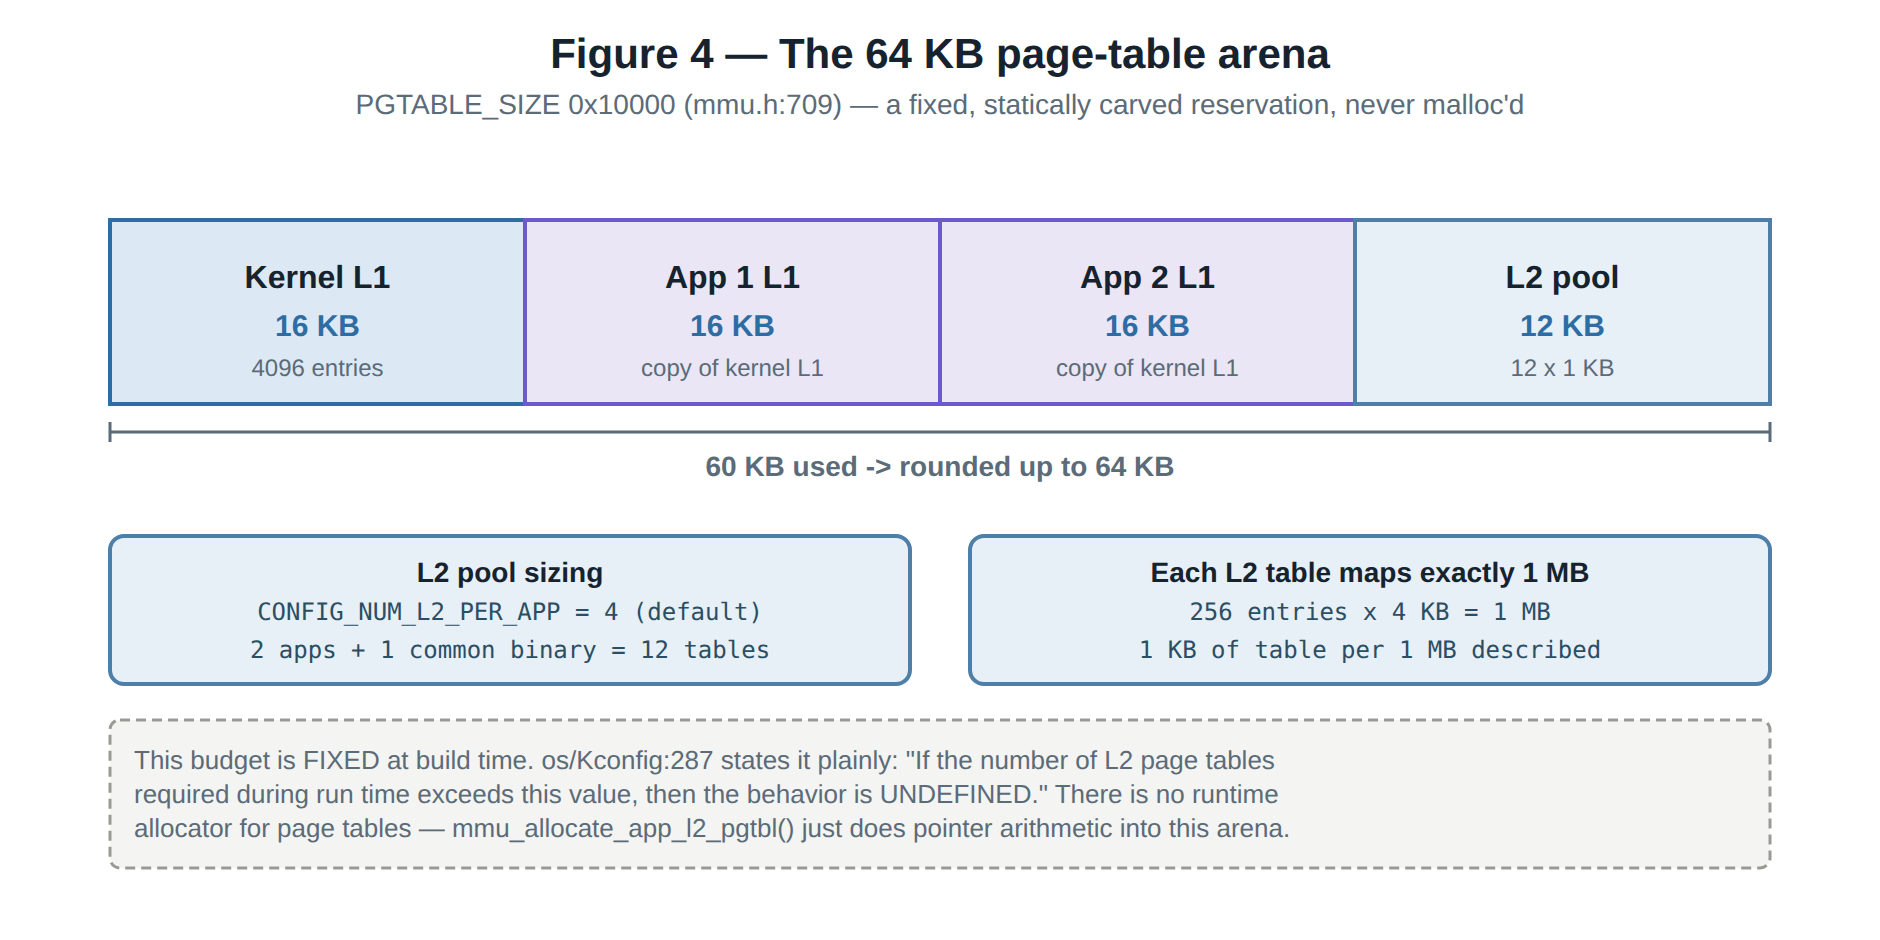 Figure 4 — The 64 KB page-table arena
PGTABLE_SIZE 0x10000 (mmu.h:709) — a fixed, statically carved reservation, never malloc'd
Kernel L1
16 KB
4096 entries
App 1 L1
16 KB
copy of kernel L1
App 2 L1
16 KB
copy of kernel L1
L2 pool
12 KB
12 x 1 KB
60 KB used -> rounded up to 64 KB
L2 pool sizing
CONFIG_NUM_L2_PER_APP = 4 (default)
2 apps + 1 common binary = 12 tables
Each L2 table maps exactly 1 MB
256 entries x 4 KB = 1 MB
1 KB of table per 1 MB described
This budget is FIXED at build time. os/Kconfig:287 states it plainly: "If the number of L2 page tables
required during run time exceeds this value, then the behavior is UNDEFINED." There is no runtime
allocator for page tables — mmu_allocate_app_l2_pgtbl() just does pointer arithmetic into this arena.